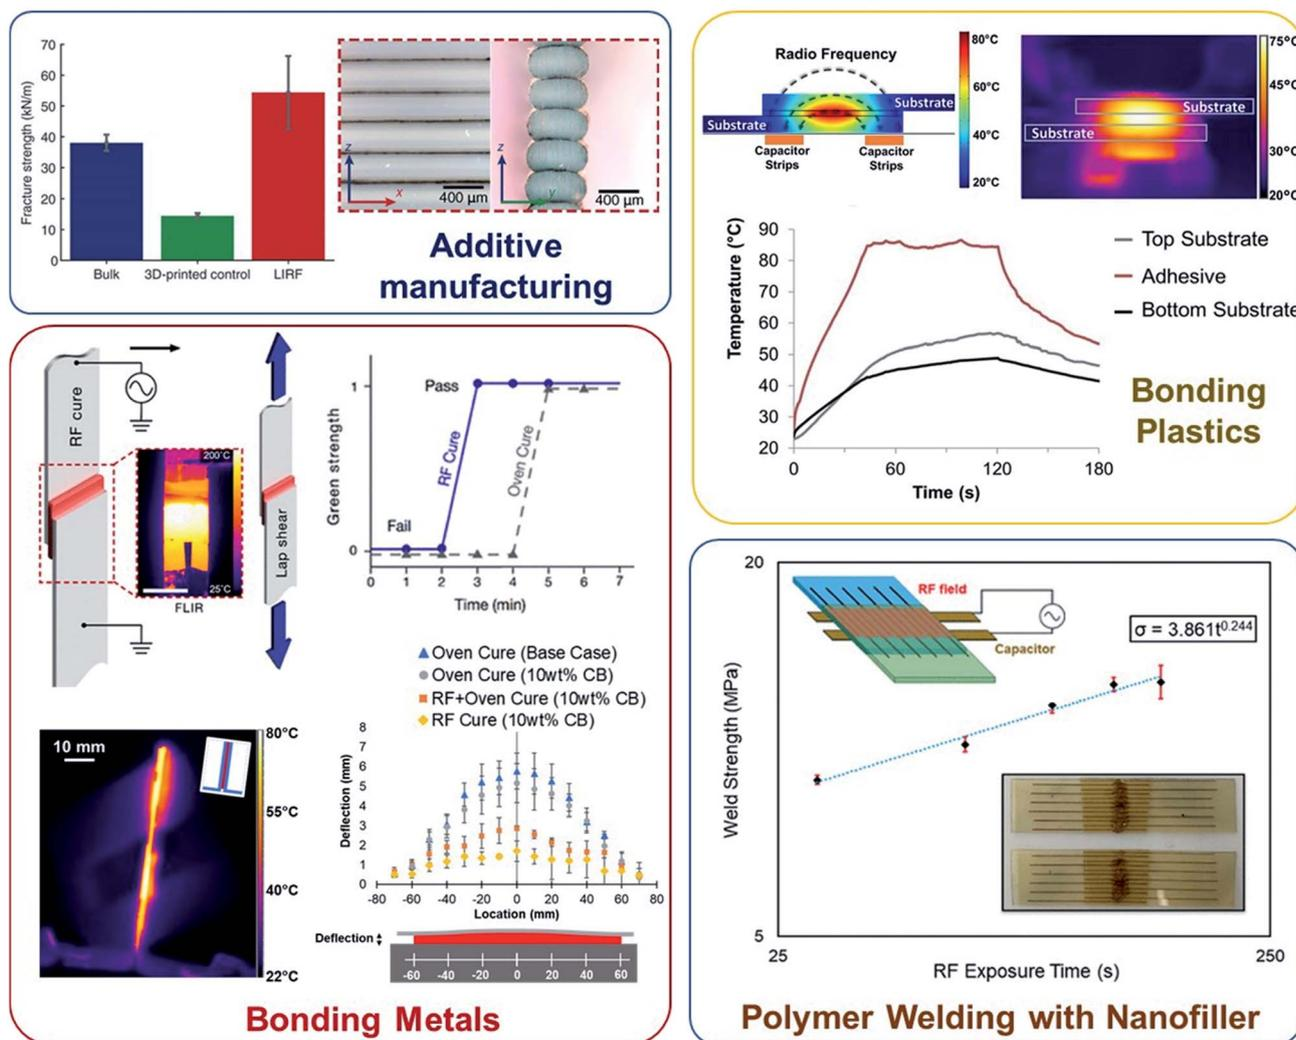 70
60
50
40
30
20
10
0
Fracture strength (kN/m)
Bulk
3D-printed control
LIRF
z
x
400 µm
z
y
400 µm
Additive
manufacturing
Radio Frequency
Substrate
Substrate
Capacitor
Strips
Capacitor
Strips
80°C
60°C
40°C
20°C
Substrate
Substrate
75°C
45°C
30°C
20°C
Temperature (°C)
90
80
70
60
50
40
30
20
0
60
120
180
Time (s)
Top Substrate
Adhesive
Bottom Substrate
Bonding
Plastics
RF cure
200°C
25°C
FLIR
Lap shear
Green strength
1
0
Pass
Fail
RF Cure
Oven Cure
0
1
2
3
4
5
6
7
Time (min)
10 mm
80°C
55°C
40°C
22°C
Oven Cure (Base Case)
Oven Cure (10wt% CB)
RF+Oven Cure (10wt% CB)
RF Cure (10wt% CB)
Deflection (mm)
8
7
6
5
4
3
2
1
0
-80
-60
-40
-20
0
20
40
60
80
Location (mm)
Deflection
-60
-40
-20
0
20
40
60
Bonding Metals
20
5
Weld Strength (MPa)
RF field
Capacitor
σ = 3.861t0.244
25
250
RF Exposure Time (s)
Polymer Welding with Nanofiller